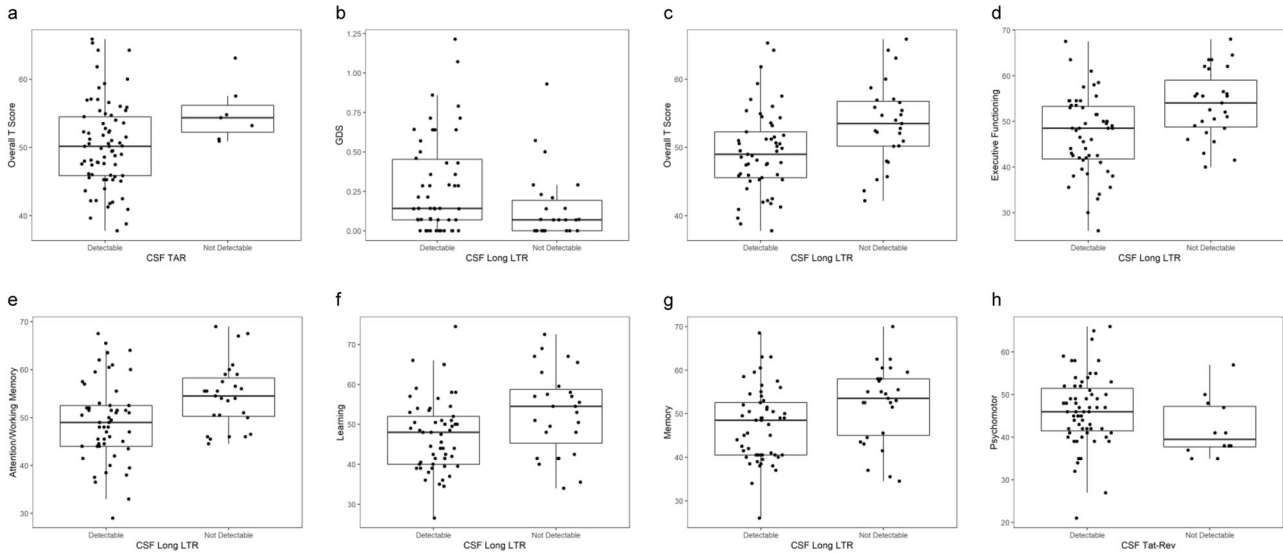 a
Overall T Score
60
50
40
Detectable
Not Detectable
CSF TAR
b
GDS
1.25
1.00
0.75
0.50
0.25
0.00
Detectable
Not Detectable
CSF Long LTR
c
Overall T Score
60
50
40
Detectable
Not Detectable
CSF Long LTR
d
Executive Functioning
70
60
50
40
30
Detectable
Not Detectable
CSF Long LTR
e
Attention/Working Memory
70
60
50
40
30
Detectable
Not Detectable
CSF Long LTR
f
Learning
70
60
50
40
30
Detectable
Not Detectable
CSF Long LTR
g
Memory
70
60
50
40
30
Detectable
Not Detectable
CSF Long LTR
h
Psychomotor
60
50
40
30
20
Detectable
Not Detectable
CSF Tat-Rev